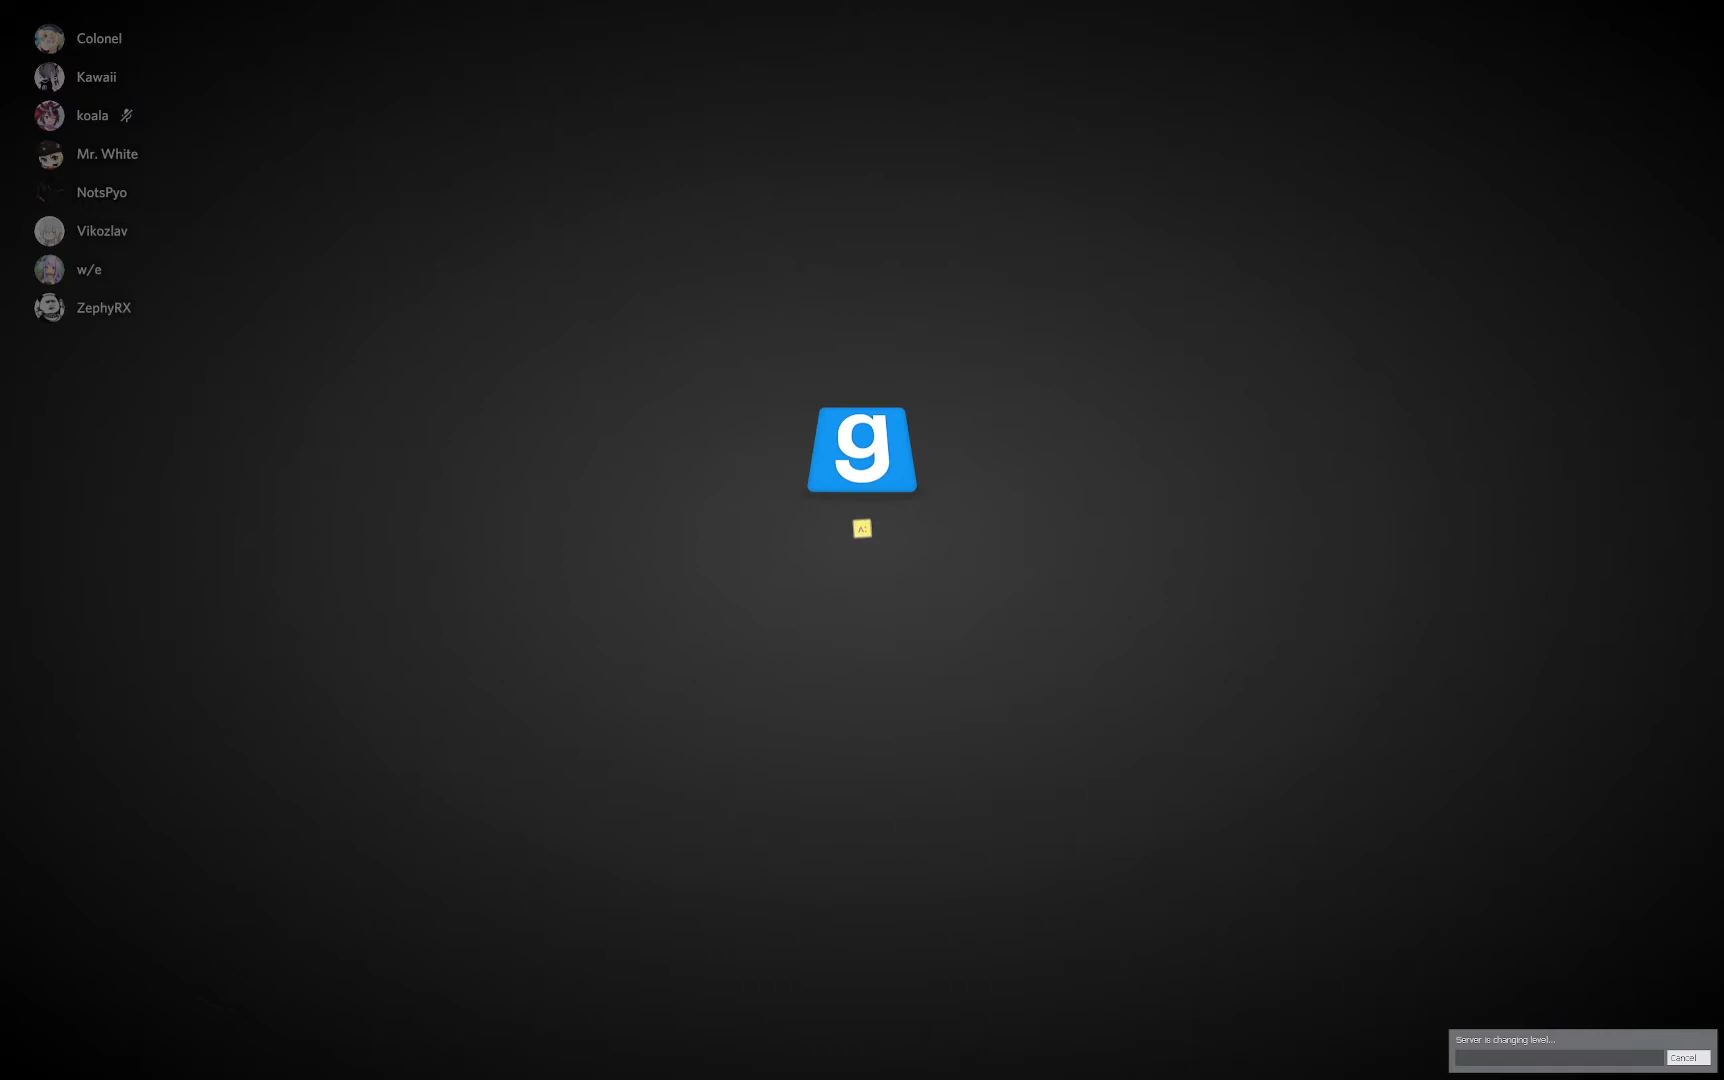 Colonel
Kawaii
koala
Mr. White
NotsPyo
Vikozlav
w/e
ZephyRX
g
Server is changing level...
Cancel